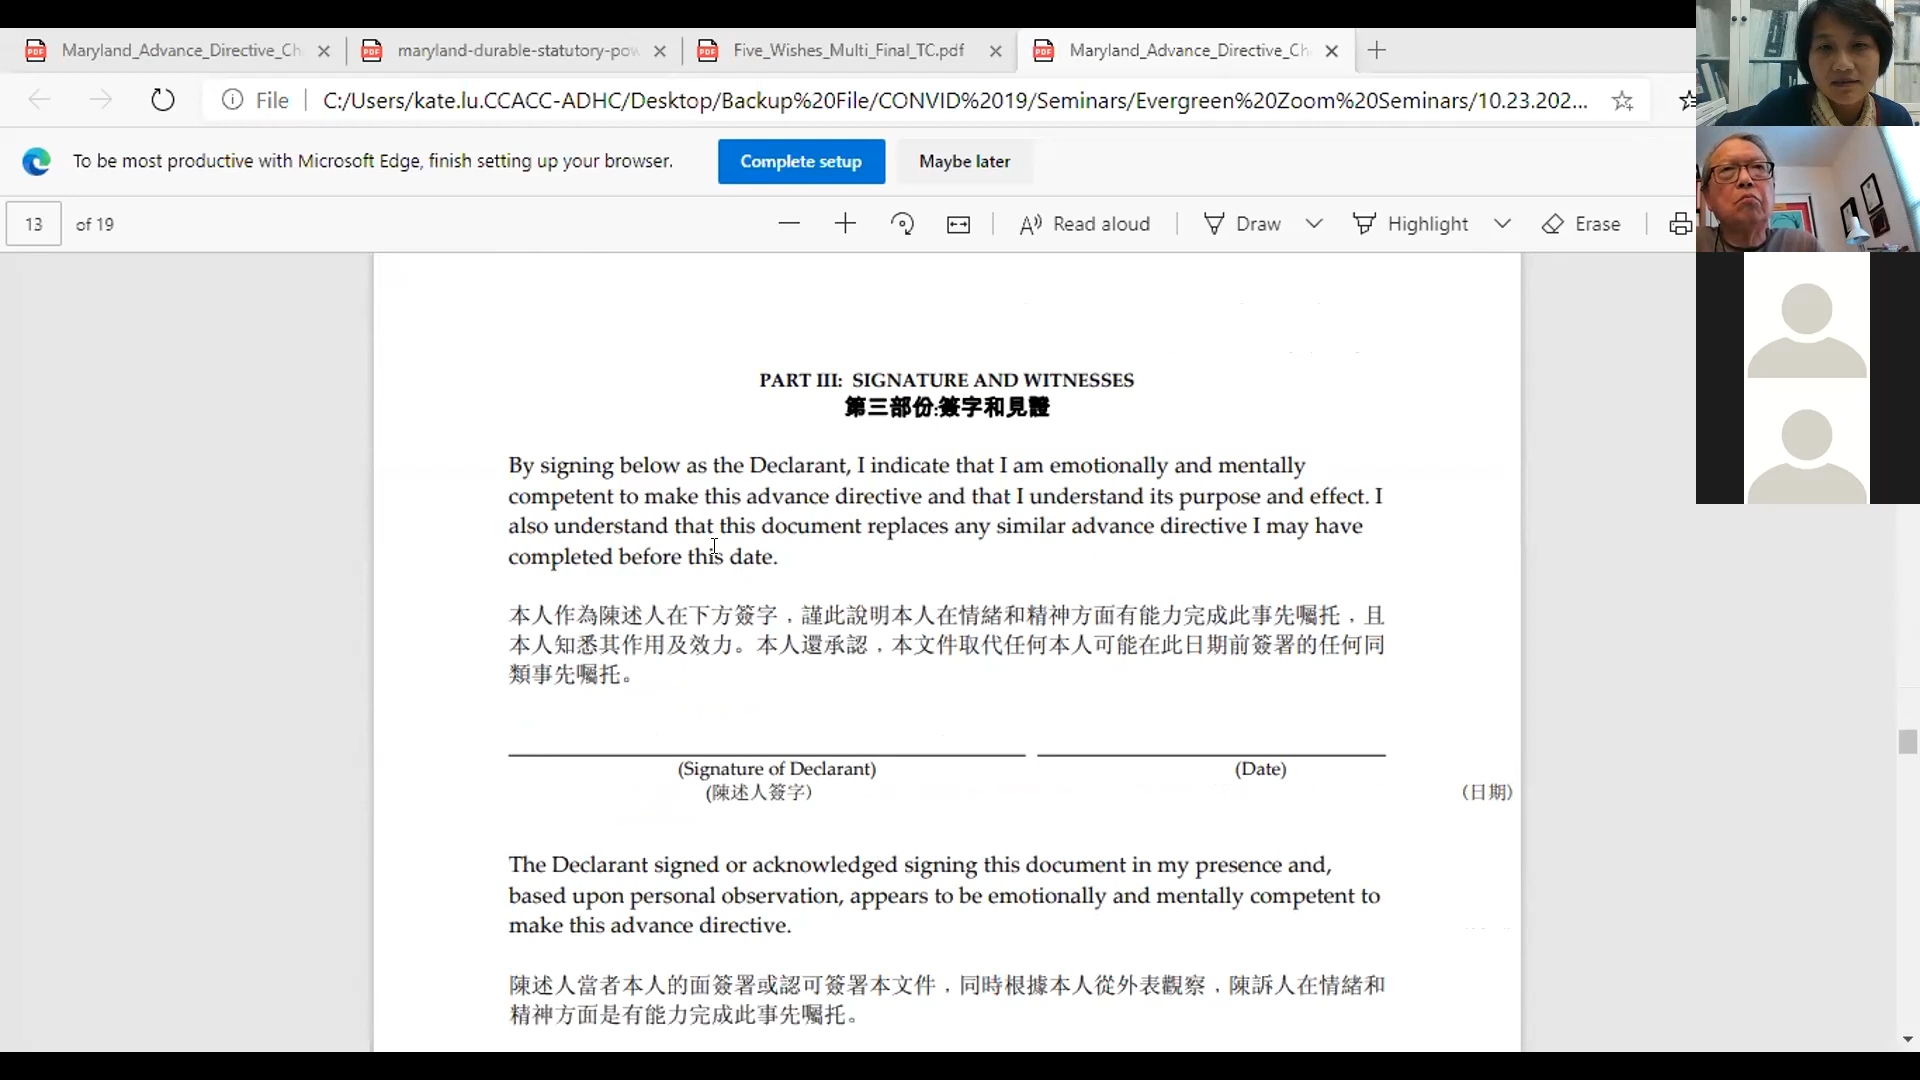 Maryland_Advance_Directive_Ch
maryland-durable-statutory-pow
Five_Wishes_Multi_Final_TC.pdf
Maryland_Advance_Directive_Ch
File
C:/Users/kate.lu.CCACC-ADHC/Desktop/Backup%20File/CONVID%2019/Seminars/Evergreen%20Zoom%20Seminars/10.23.202...
To be most productive with Microsoft Edge, finish setting up your browser.
Complete setup
Maybe later
13 of 19
Read aloud
Draw
Highlight
Erase
PART III: SIGNATURE AND WITNESSES
第三部份:簽字和見證
By signing below as the Declarant, I indicate that I am emotionally and mentally
competent to make this advance directive and that I understand its purpose and effect. I
also understand that this document replaces any similar advance directive I may have
completed before this date.
本人作為陳述人在下方簽字，謹此說明本人在情緒和精神方面有能力完成此事先囑托，且
本人知悉其作用及效力。本人還承認，本文件取代任何本人可能在此日期前簽署的任何同
類事先囑托。
(Signature of Declarant) (Date)
(陳述人簽字) (日期)
The Declarant signed or acknowledged signing this document in my presence and,
based upon personal observation, appears to be emotionally and mentally competent to
make this advance directive.
陳述人當者本人的面簽署或認可簽署本文件，同時根據本人從外表觀察，陳訴人在情緒和
精神方面是有能力完成此事先囑托。